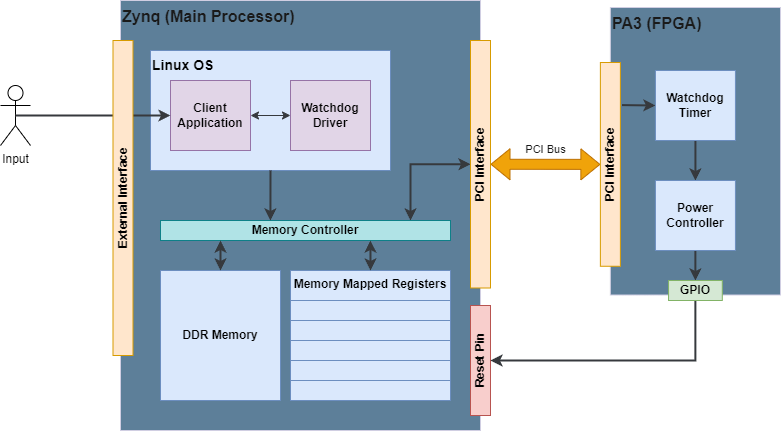 Zynq (Main Processor)
PA3 (FPGA)
Linux OS
Client
Application
Watchdog
Driver
Input
External Interface
PCI Interface
PCI Bus
PCI Interface
Watchdog
Timer
Power
Controller
GPIO
Memory Controller
DDR Memory
Memory Mapped Registers
Reset Pin